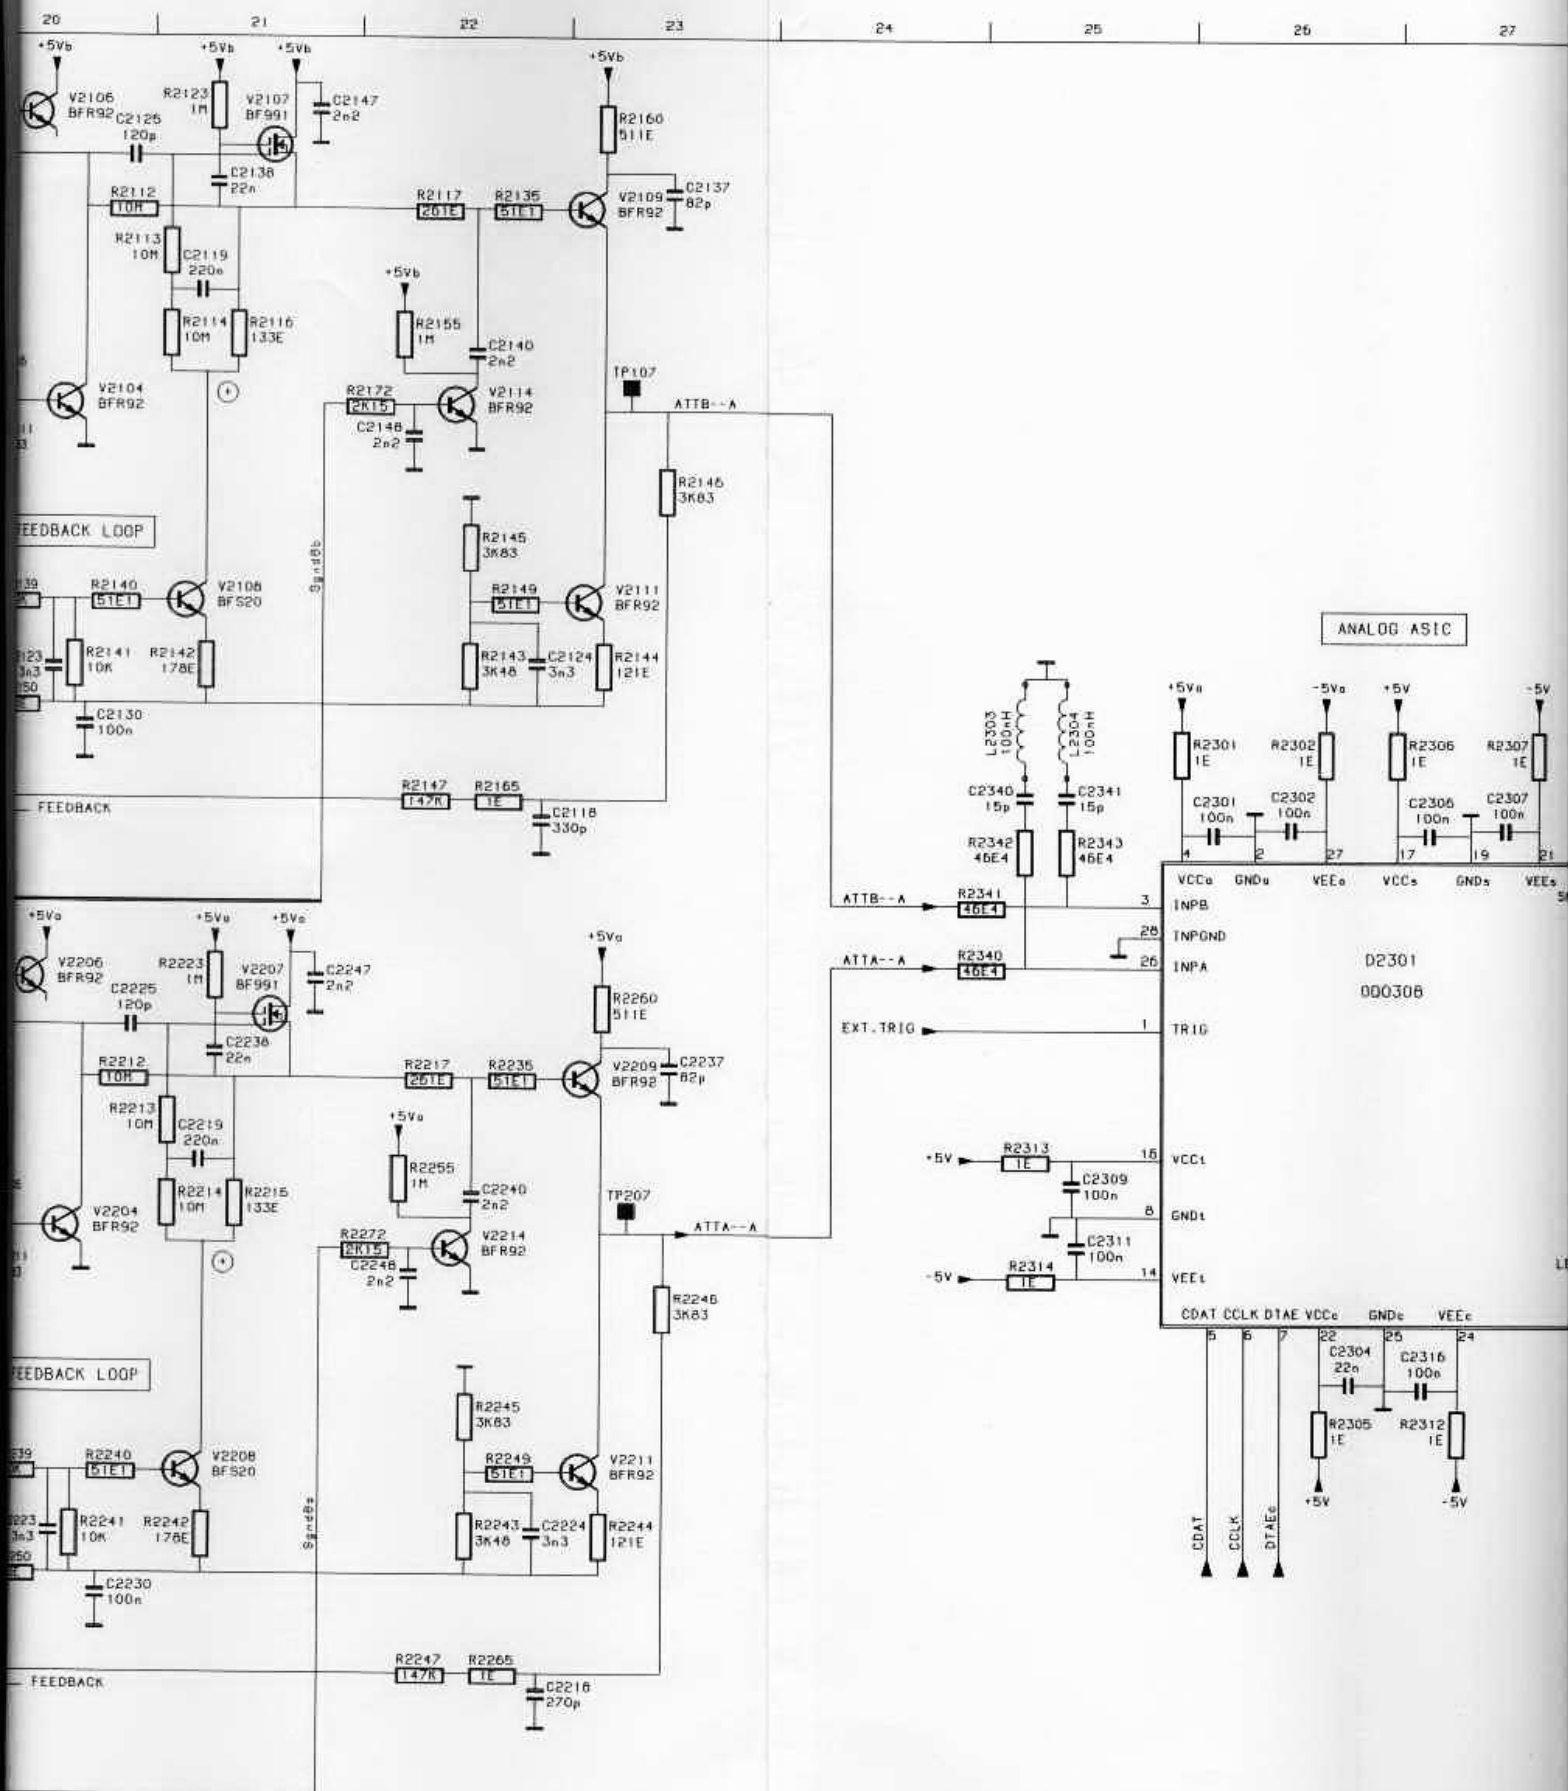 20 21 22 23 24 25 26 27
+5Vb +5Vb +5Vb +5Vb
V2106
BFR92
C2125
120p
R2123
1M
V2107
BF991
C2147
2n2
R2160
511E
C2138
22n
R2112
10M
R2117
261E
R2135
51E1
V2109
BFR92
C2137
82p
R2113
10M
C2119
220n
+5Vb
R2114
10M
R2116
133E
R2155
1M
C2140
2n2
TP107
V2104
BFR92
R2172
2K15
V2114
BFR92
ATTB--A
C2148
2n2
R2146
3K83
FEEDBACK LOOP
R2145
3K83
R2140
51E1
V2108
BFS20
R2149
51E1
V2111
BFR92
R2141
10K
R2142
178E
R2143
3K48
C2124
3n3
R2144
121E
C2130
100n
FEEDBACK
R2147
147K
R2165
1E
C2118
330p
ANALOG ASIC
L2303
100nH
L2304
100nH
+5Va -5Va +5V -5V
R2301
1E
R2302
1E
R2306
1E
R2307
1E
C2340
15p
C2341
15p
C2301
100n
C2302
100n
C2306
100n
C2307
100n
R2342
46E4
R2343
46E4
4 2 27 17 19 21
VCCa GNDa VEEa VCCs GNDs VEEs
ATTB--A
R2341
46E4
3 INPB
28 INPGND
ATTA--A
R2340
46E4
26 INPA
D2301
OQ0308
EXT.TRIG
1 TRIG
+5V
R2313
1E
15 VCCt
C2309
100n
8 GNDt
C2311
100n
-5V
R2314
1E
14 VEEt
CDAT CCLK DTAE VCCc GNDc VEEc
5 6 7 22 25 24
C2304
22n
C2316
100n
R2305
1E
R2312
1E
+5V -5V
CDAT
CCLK
DTAEc
+5Va +5Va +5Va +5Va
V2206
BFR92
C2225
120p
R2223
1M
V2207
BF991
C2247
2n2
R2260
511E
C2238
22n
R2212
10M
R2217
261E
R2235
51E1
V2209
BFR92
C2237
82p
R2213
10M
C2219
220n
+5Va
R2214
10M
R2216
133E
R2255
1M
C2240
2n2
TP207
V2204
BFR92
R2272
2K15
V2214
BFR92
ATTA--A
C2248
2n2
R2246
3K83
FEEDBACK LOOP
R2245
3K83
R2240
51E1
V2208
BFS20
R2249
51E1
V2211
BFR92
R2241
10K
R2242
178E
R2243
3K48
C2224
3n3
R2244
121E
C2230
100n
FEEDBACK
R2247
147K
R2265
1E
C2218
270p